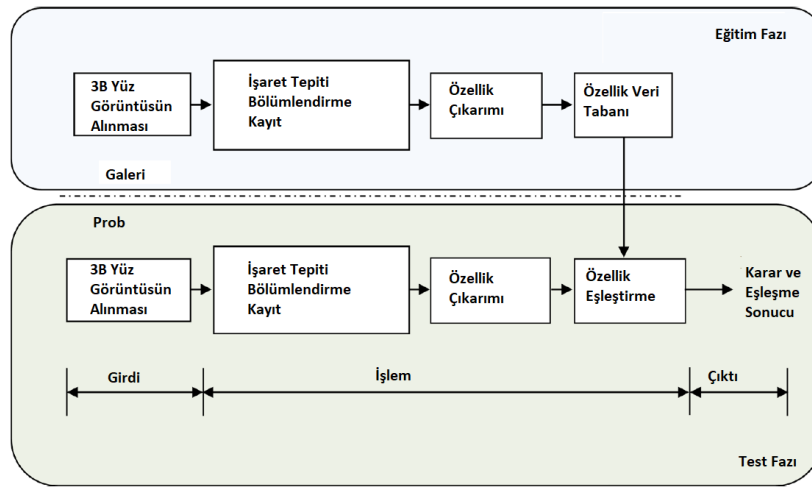 Eğitim Fazı
3B Yüz
Görüntüsün
Alınması
İşaret Tepiti
Bölümlendirme
Kayıt
Özellik
Çıkarımı
Özellik Veri
Tabanı
Galeri
Prob
3B Yüz
Görüntüsün
Alınması
İşaret Tepiti
Bölümlendirme
Kayıt
Özellik
Çıkarımı
Özellik
Eşleştirme
Karar ve
Eşleşme
Sonucu
Girdi
İşlem
Çıktı
Test Fazı